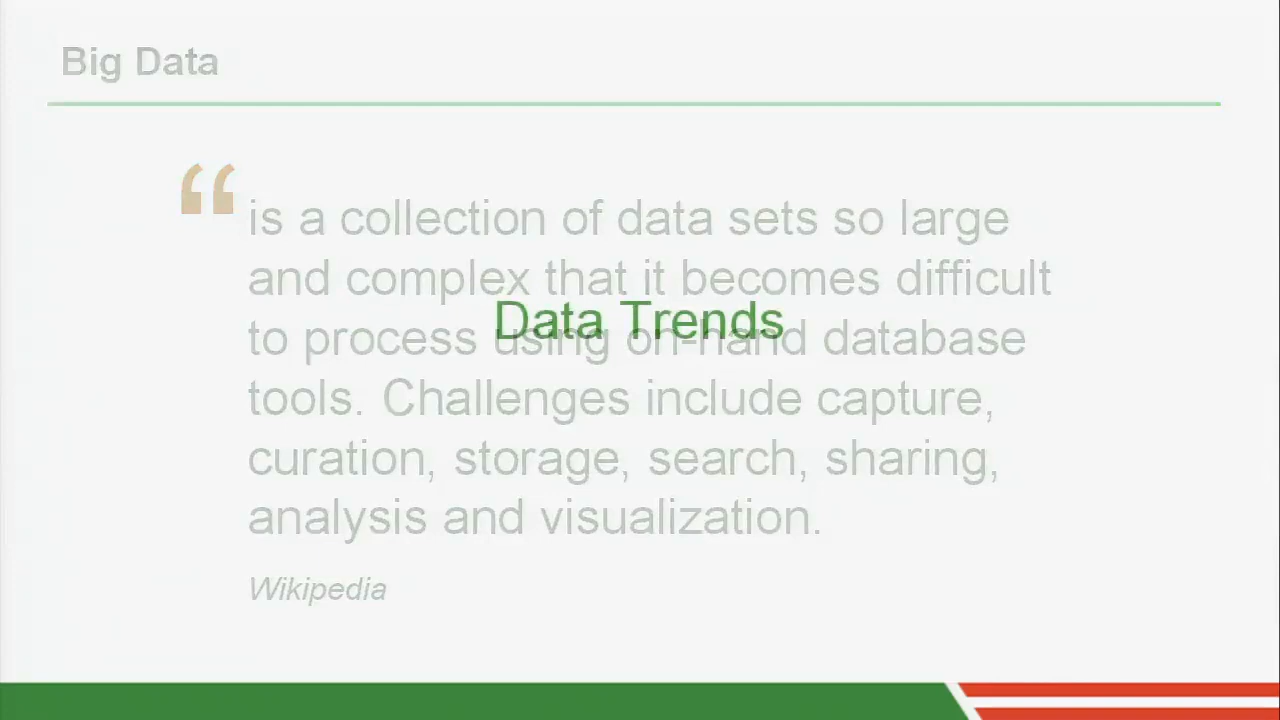 Big Data
“ is a collection of data sets so large
and complex that it becomes difficult
Data Trends
to process using on-hand database
tools. Challenges include capture,
curation, storage, search, sharing,
analysis and visualization.
Wikipedia